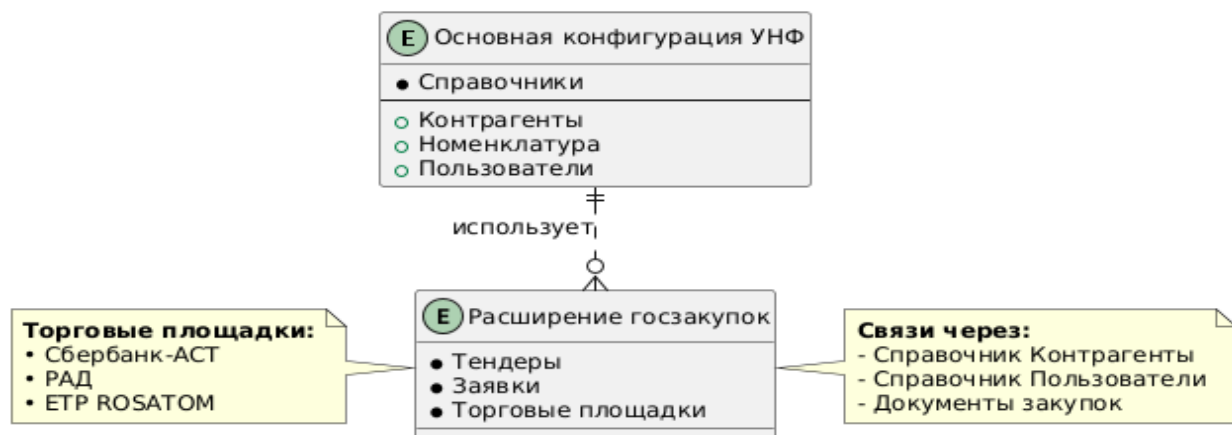 E Основная конфигурация УНФ
Справочники
Контрагенты
Номенклатура
Пользователи
использует
E Расширение госзакупок
Торговые площадки:
• Сбербанк-АСТ
• РАД
• ETP ROSATOM
• Тендеры
• Заявки
• Торговые площадки
Связи через:
- Справочник Контрагенты
- Справочник Пользователи
- Документы закупок